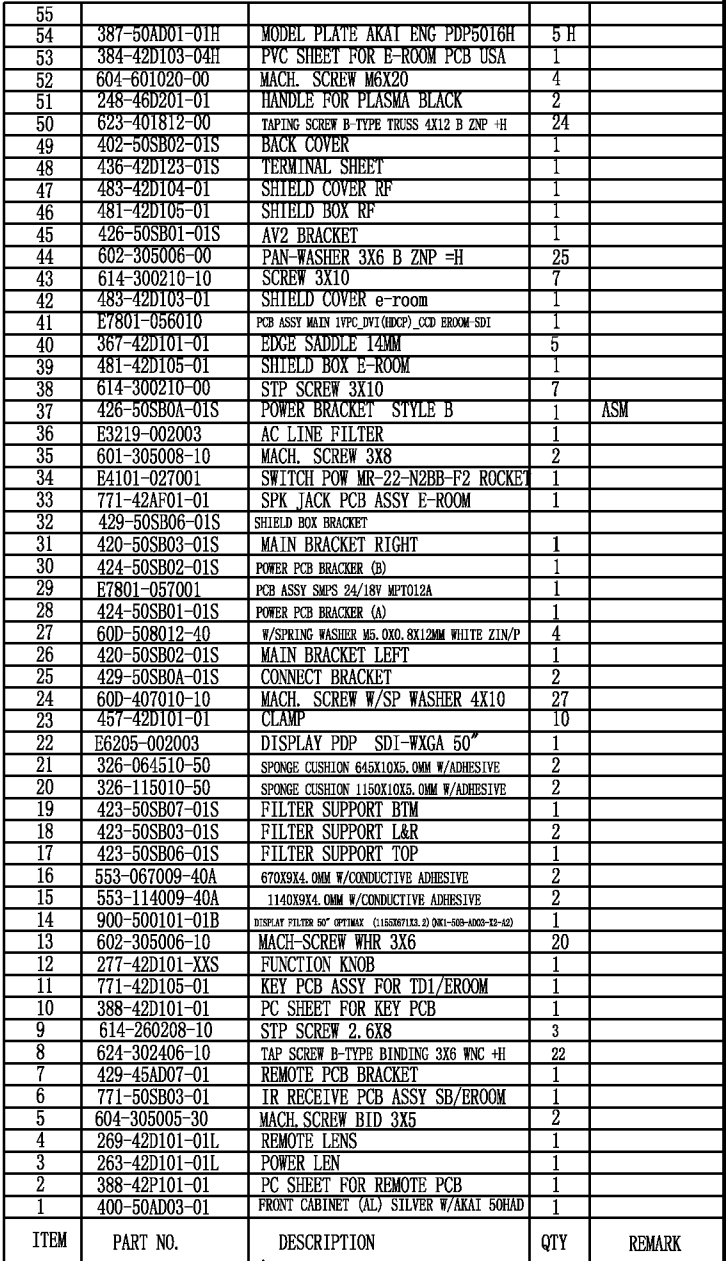 55
54 387-50AD01-01H MODEL PLATE AKAI ENG PDP5016H 5 H
53 384-42D103-04H PVC SHEET FOR E-ROOM PCB USA 1
52 604-601020-00 MACH. SCREW M6X20 4
51 248-46D201-01 HANDLE FOR PLASMA BLACK 2
50 623-401812-00 TAPING SCREW B-TYPE TRUSS 4X12 B ZNP +H 24
49 402-50SB02-01S BACK COVER 1
48 436-42D123-01S TERMINAL SHEET 1
47 483-42D104-01 SHIELD COVER RF 1
46 481-42D105-01 SHIELD BOX RF 1
45 426-50SB01-01S AV2 BRACKET 1
44 602-305006-00 PAN-WASHER 3X6 B ZNP =H 25
43 614-300210-10 SCREW 3X10 7
42 483-42D103-01 SHIELD COVER e-room 1
41 E7801-056010 PCB ASSY MAIN 1VPC_DVI(HDCP)_CCD EROOM-SDI 1
40 367-42D101-01 EDGE SADDLE 14MM 5
39 481-42D105-01 SHIELD BOX E-ROOM 1
38 614-300210-00 STP SCREW 3X10 7
37 426-50SB0A-01S POWER BRACKET STYLE B 1 ASM
36 E3219-002003 AC LINE FILTER 1
35 601-305008-10 MACH. SCREW 3X8 2
34 E4101-027001 SWITCH POW MR-22-N2BB-F2 ROCKET 1
33 771-42AF01-01 SPK JACK PCB ASSY E-ROOM 1
32 429-50SB06-01S SHIELD BOX BRACKET
31 420-50SB03-01S MAIN BRACKET RIGHT 1
30 424-50SB02-01S POWER PCB BRACKER (B) 1
29 E7801-057001 PCB ASSY SMPS 24/18V MPT012A 1
28 424-50SB01-01S POWER PCB BRACKER (A) 1
27 60D-508012-40 W/SPRING WASHER M5.0X0.8X12MM WHITE ZIN/P 4
26 420-50SB02-01S MAIN BRACKET LEFT 1
25 429-50SB0A-01S CONNECT BRACKET 2
24 60D-407010-10 MACH. SCREW W/SP WASHER 4X10 27
23 457-42D101-01 CLAMP 10
22 E6205-002003 DISPLAY PDP SDI-WXGA 50″ 1
21 326-064510-50 SPONGE CUSHION 645X10X5.0MM W/ADHESIVE 2
20 326-115010-50 SPONGE CUSHION 1150X10X5.0MM W/ADHESIVE 2
19 423-50SB07-01S FILTER SUPPORT BTM 1
18 423-50SB03-01S FILTER SUPPORT L&R 2
17 423-50SB06-01S FILTER SUPPORT TOP 1
16 553-067009-40A 670X9X4.0MM W/CONDUCTIVE ADHESIVE 2
15 553-114009-40A 1140X9X4.0MM W/CONDUCTIVE ADHESIVE 2
14 900-500101-01B DISPLAY FILTER 50″ OPTIMAX (1155X671X3.2)(NK1-50B-AD03-X2-A2) 1
13 602-305006-10 MACH-SCREW WHR 3X6 20
12 277-42D101-XXS FUNCTION KNOB 1
11 771-42D105-01 KEY PCB ASSY FOR TD1/EROOM 1
10 388-42D101-01 PC SHEET FOR KEY PCB 1
9 614-260208-10 STP SCREW 2.6X8 3
8 624-302406-10 TAP SCREW B-TYPE BINDING 3X6 WNC +H 22
7 429-45AD07-01 REMOTE PCB BRACKET 1
6 771-50SB03-01 IR RECEIVE PCB ASSY SB/EROOM 1
5 604-305005-30 MACH.SCREW BID 3X5 2
4 269-42D101-01L REMOTE LENS 1
3 263-42D101-01L POWER LEN 1
2 388-42P101-01 PC SHEET FOR REMOTE PCB 1
1 400-50AD03-01 FRONT CABINET (AL) SILVER W/AKAI 50HAD 1
ITEM PART NO. DESCRIPTION QTY REMARK